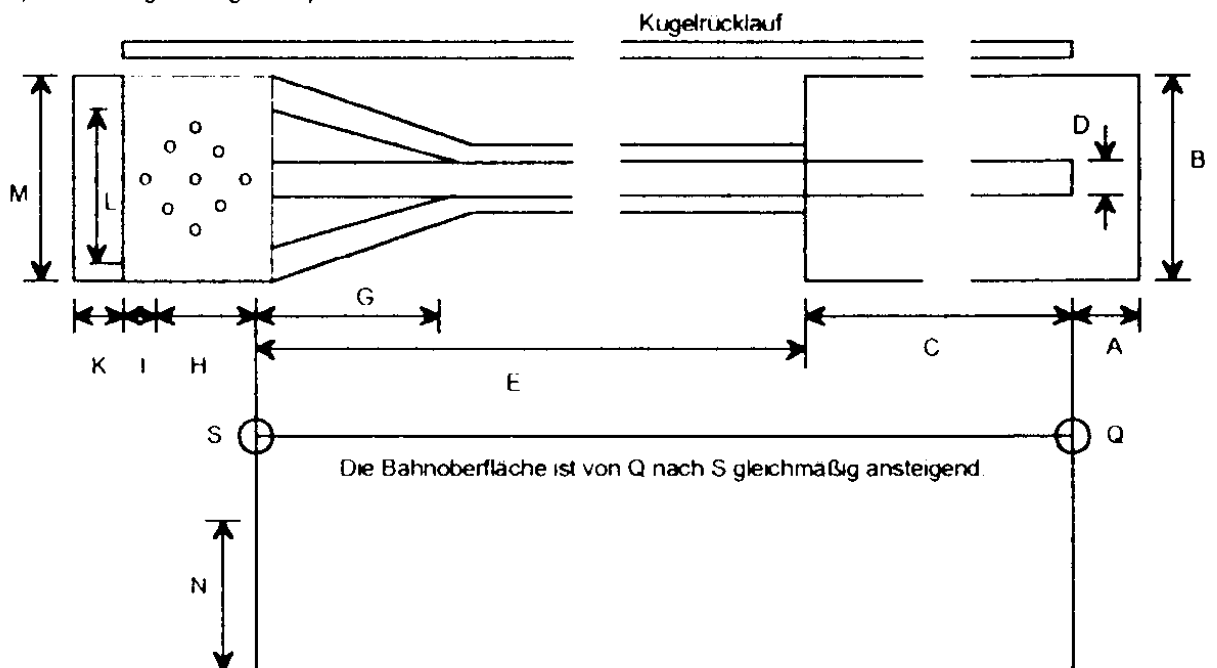 Kugelrücklauf
D
B
M
L
G
K I H
C
A
E
S
Q
Die Bahnoberfläche ist von Q nach S gleichmäßig ansteigend.
N